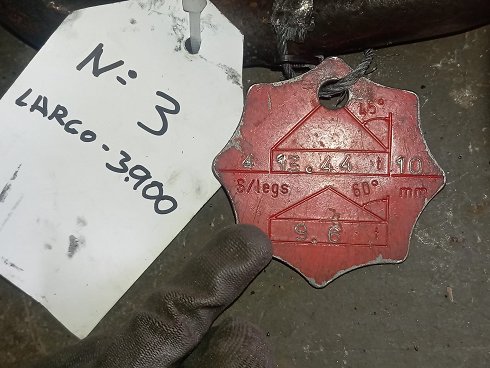 N: 3
LARGO - 3.900
45°
4 13.44 t 10
S/legs 60° mm
9.6 t